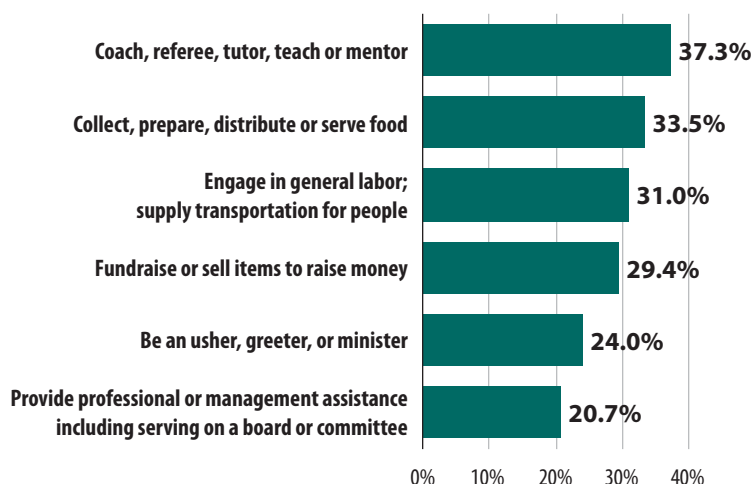 Coach, referee, tutor, teach or mentor
37.3%
Collect, prepare, distribute or serve food
33.5%
Engage in general labor;
supply transportation for people
31.0%
Fundraise or sell items to raise money
29.4%
Be an usher, greeter, or minister
24.0%
Provide professional or management assistance
including serving on a board or committee
20.7%
0% 10% 20% 30% 40%